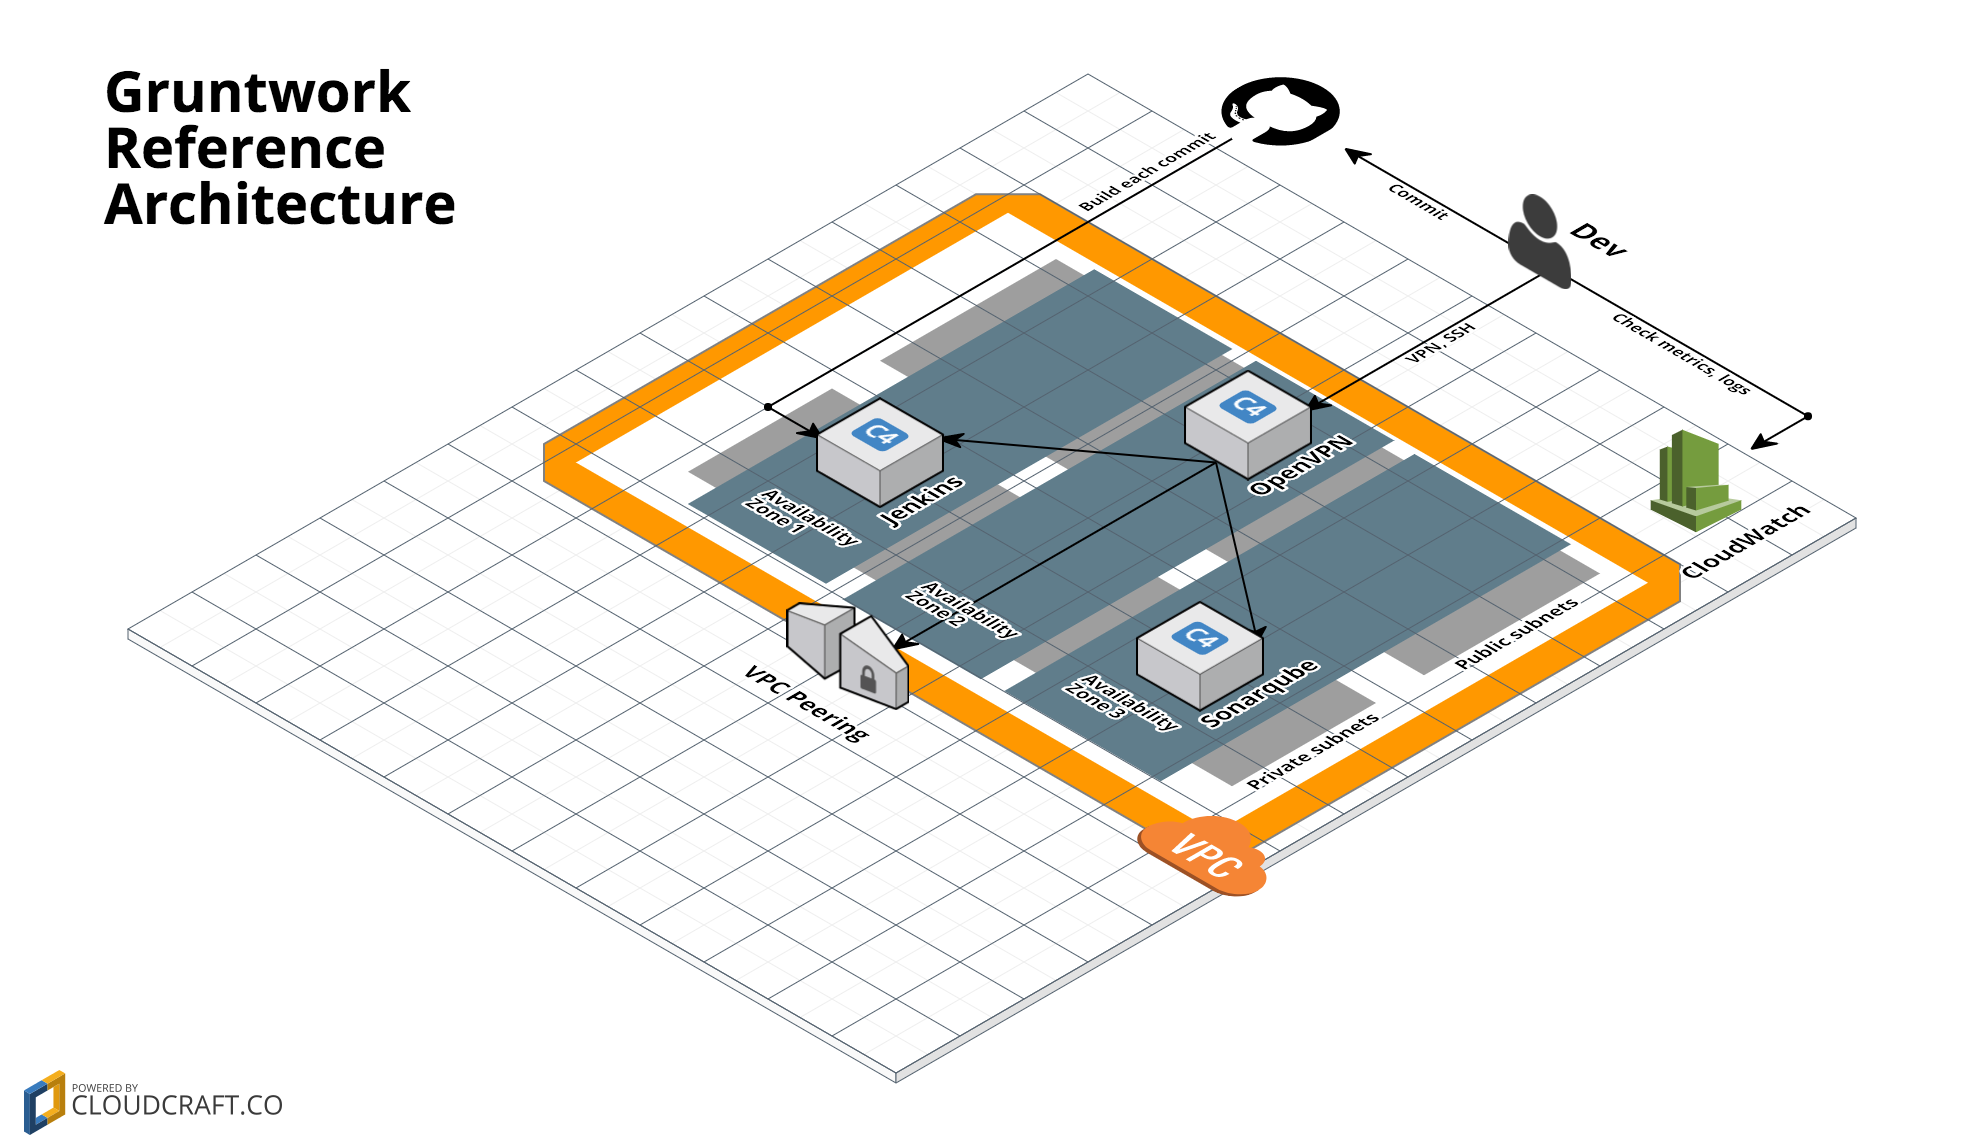 Gruntwork
Reference
Architecture
Build each commit
Commit
Dev
VPN, SSH
Check metrics, logs
C4
C4
OpenVPN
Jenkins
Availability
Zone 1
CloudWatch
Availability
Zone 2
C4
Public subnets
VPC Peering
Availability
Zone 3
Sonarqube
Private subnets
VPC
POWERED BY
CLOUDCRAFT.CO